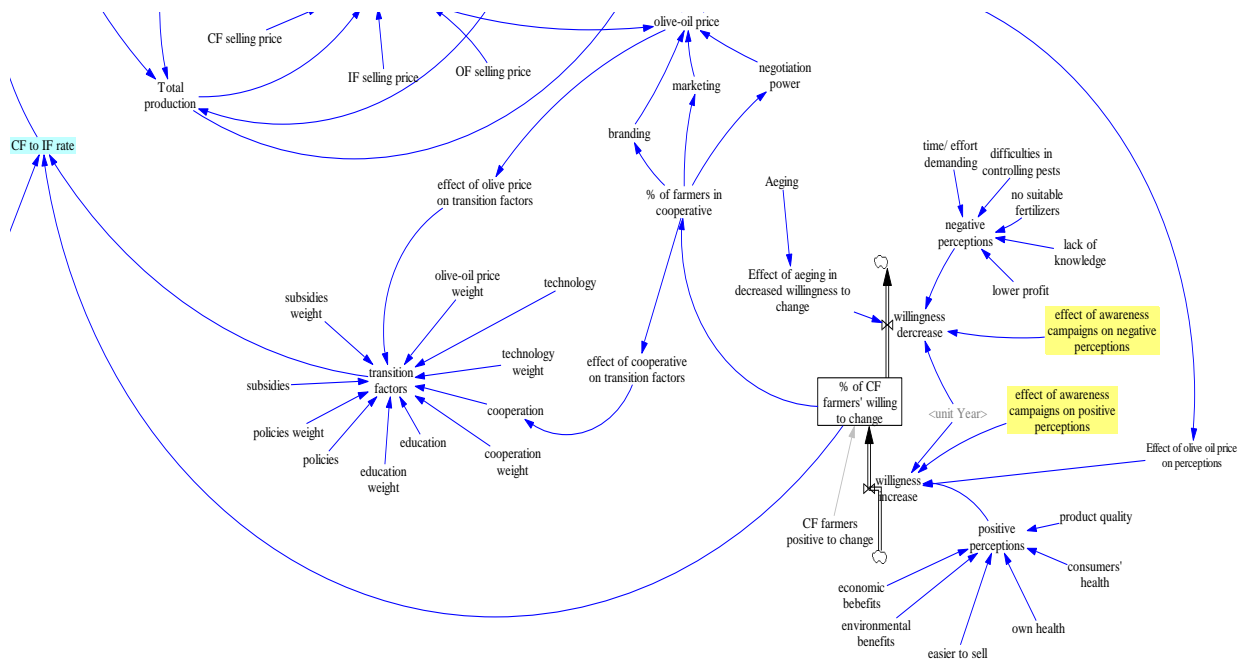 olive-oil price
CF selling price
IF selling price
OF selling price
Total
production
marketing
negotiation
power
CF to IF rate
branding
effect of olive price
on transition factors
% of farmers in
cooperative
Aeging
time/ effort
demanding
difficulties in
controlling pests
no suitable
fertilizers
negative
perceptions
lack of
knowledge
lower profit
Effect of aeging in
decreased willingness to
change
willingness
dercrease
effect of awareness
campaigns on negative
perceptions
subsidies
weight
olive-oil price
weight
technology
technology
weight
effect of cooperative
on transition factors
transition
factors
subsidies
cooperation
policies weight
policies
education
education
weight
cooperation
weight
% of CF
farmers' willing
to change
<unit Year>
effect of awareness
campaigns on positive
perceptions
Effect of olive oil price
on perceptions
willigness
increase
CF farmers
positive to change
positive
perceptions
product quality
consumers'
health
economic
bebefits
environmental
benefits
easier to sell
own health